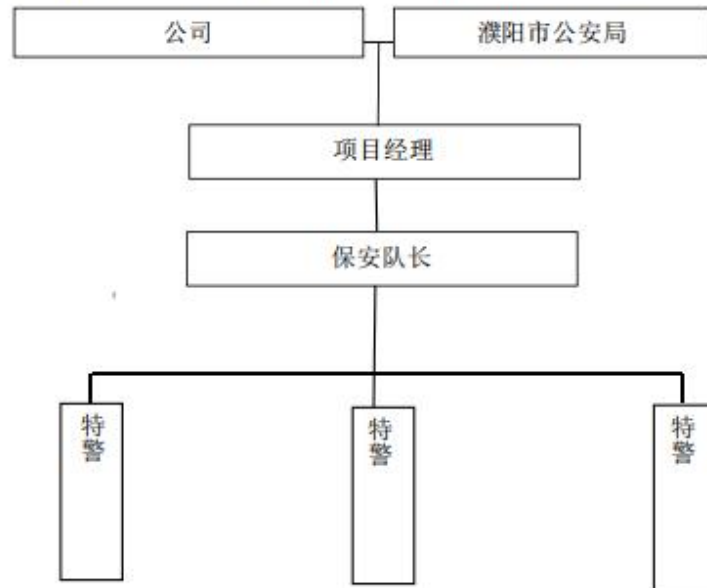 公司
濮阳市公安局
项目经理
保安队长
特警
特警
特警